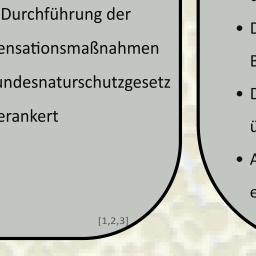 Durchführung der
ensationsmaßnahmen
undesnaturschutzgesetz
erankert
[1,2,3]
• D
B
• D
ü
• A
e